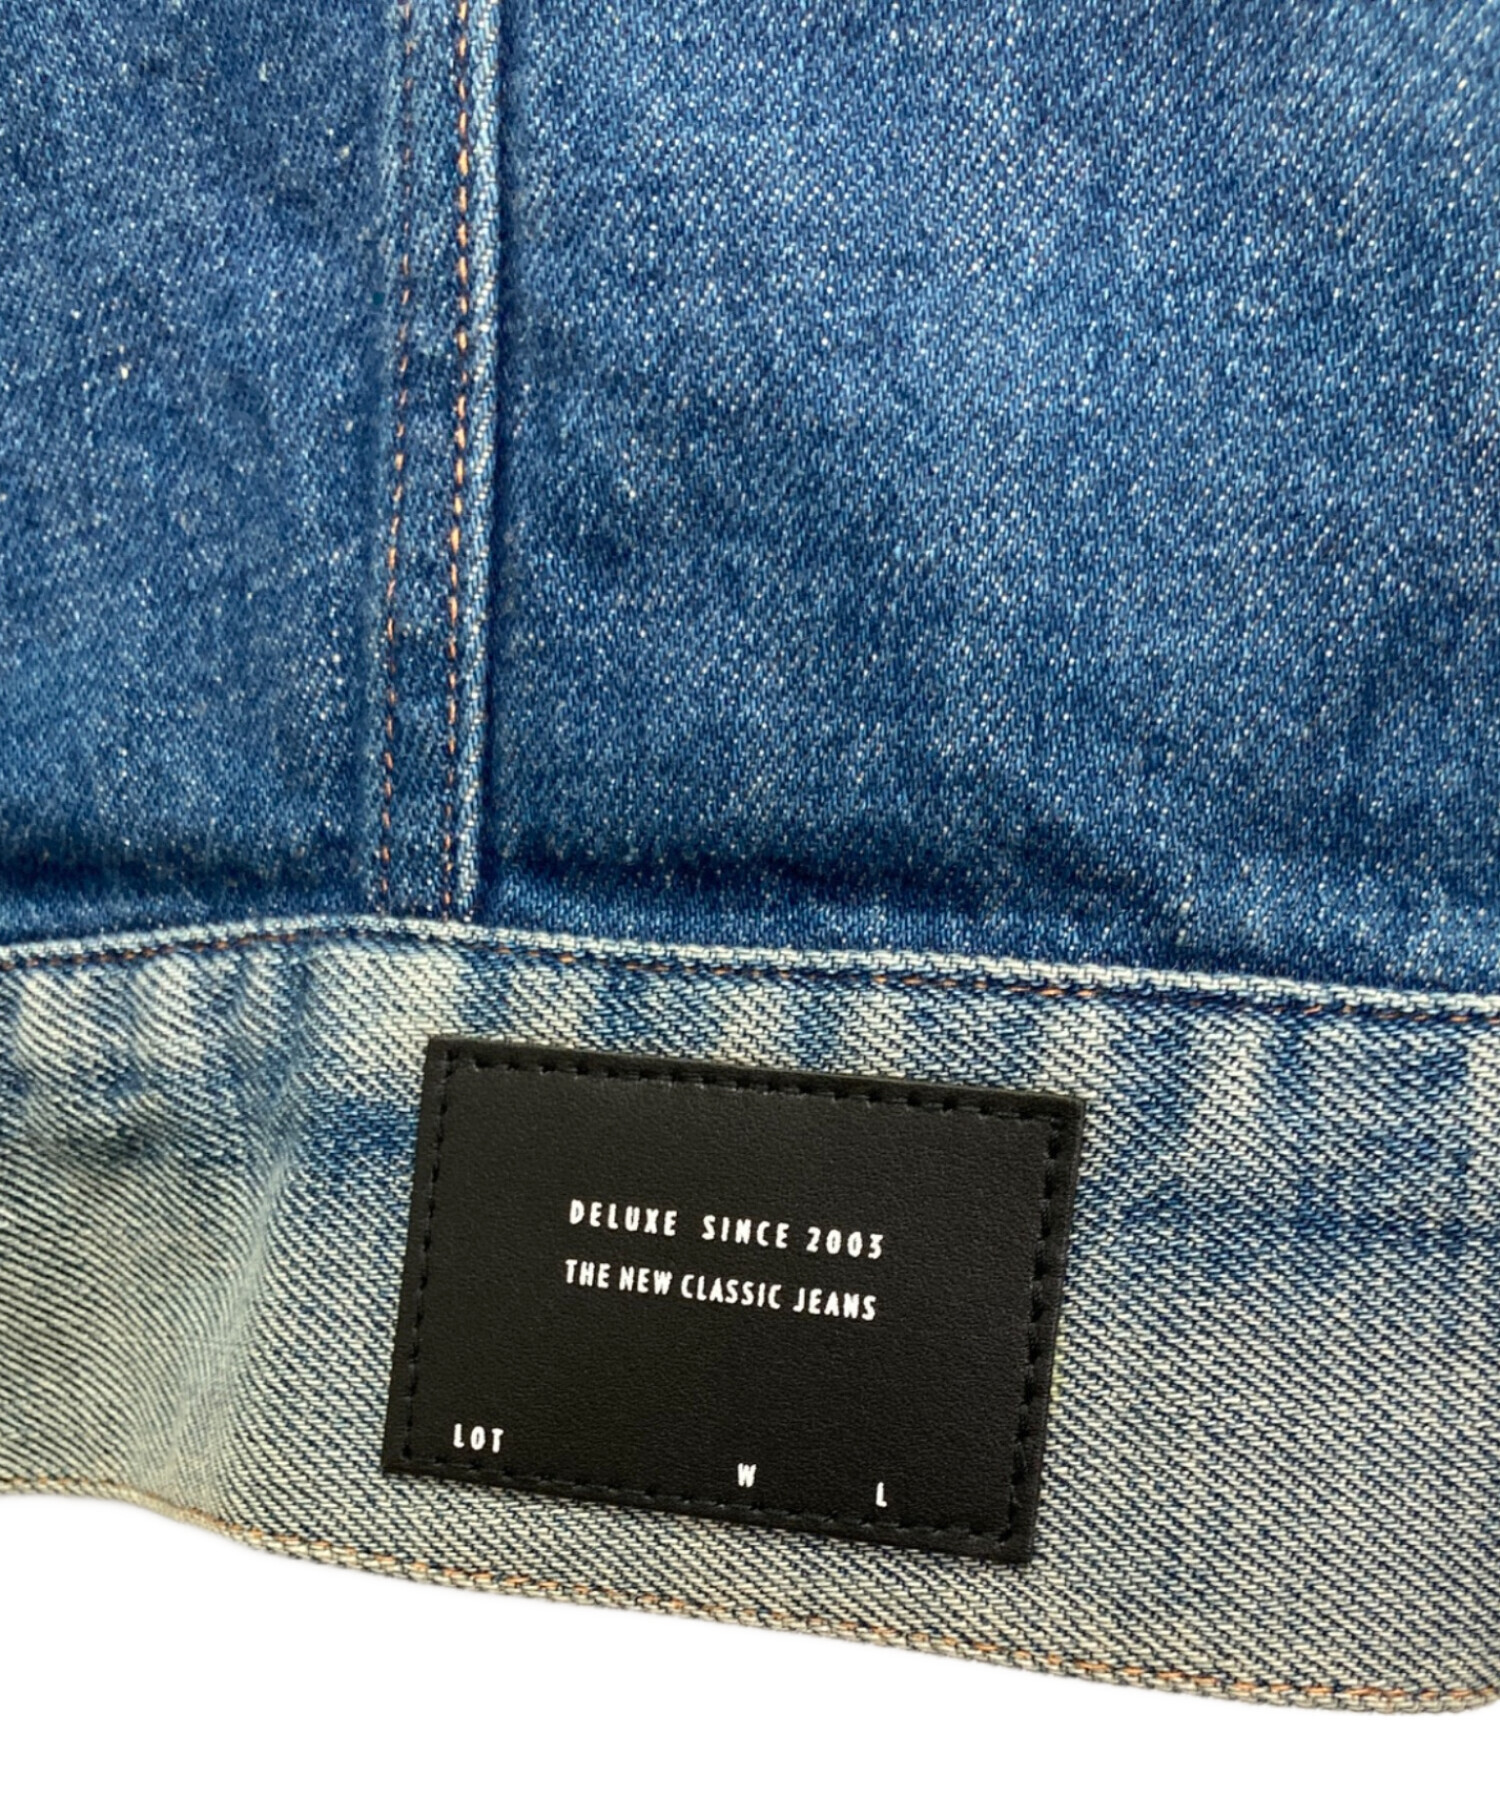 DELUXE SINCE 2003
THE NEW CLASSIC JEANS
LOT W L